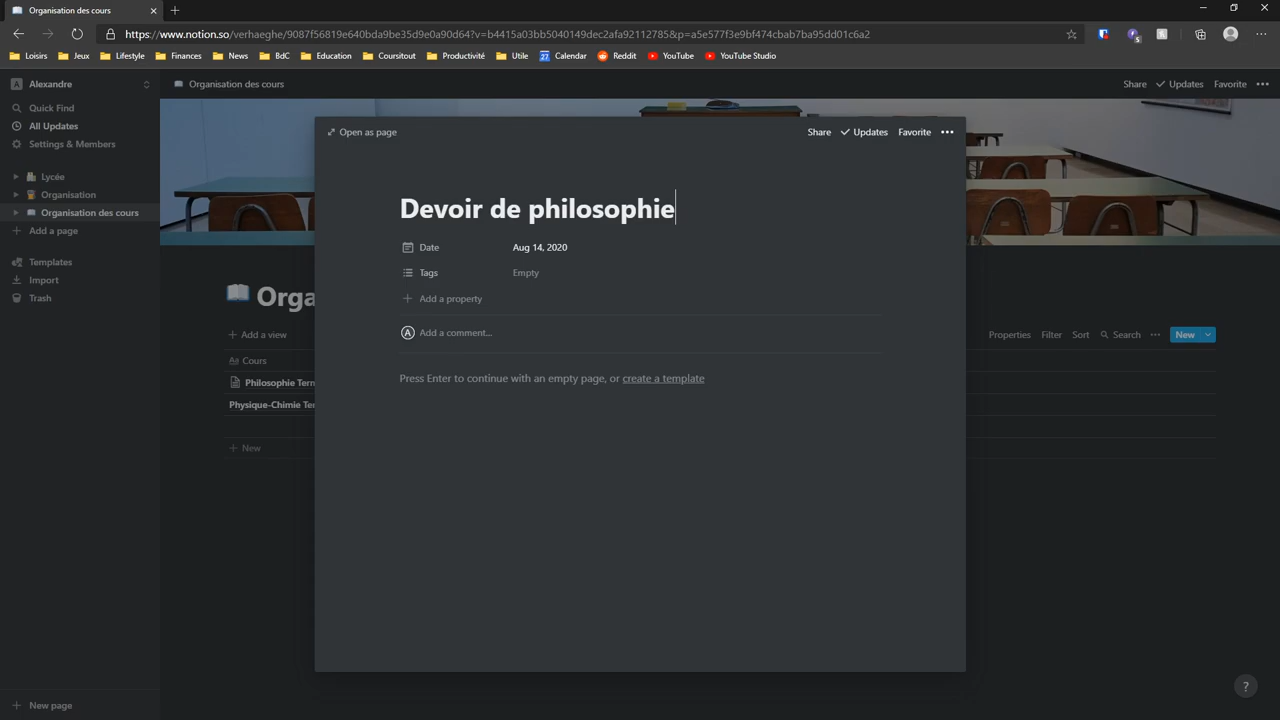 Organisation des cours
https://www.notion.so/verhaeghe/9087f56819e640bda9be35d9e0a90d64?v=b4415a03bb5040149dec2afa92112785&p=a5e577f3e9bf474cbab7ba95dd01c6a2
Loisirs Jeux Lifestyle Finances News BdC Education Coursitout Productivité Utile Calendar Reddit YouTube YouTube Studio
A Alexandre
Organisation des cours
Share Updates Favorite
Quick Find
All Updates
Settings & Members
Lycée
Organisation
Organisation des cours
Add a page
Templates
Import
Trash
New page
Open as page
Share Updates Favorite
Devoir de philosophie
Date Aug 14, 2020
Tags Empty
Add a property
A Add a comment...
Press Enter to continue with an empty page, or create a template
Orga
Add a view
Properties Filter Sort Search New
Aa Cours
Philosophie Term
Physique-Chimie Ter
New
?